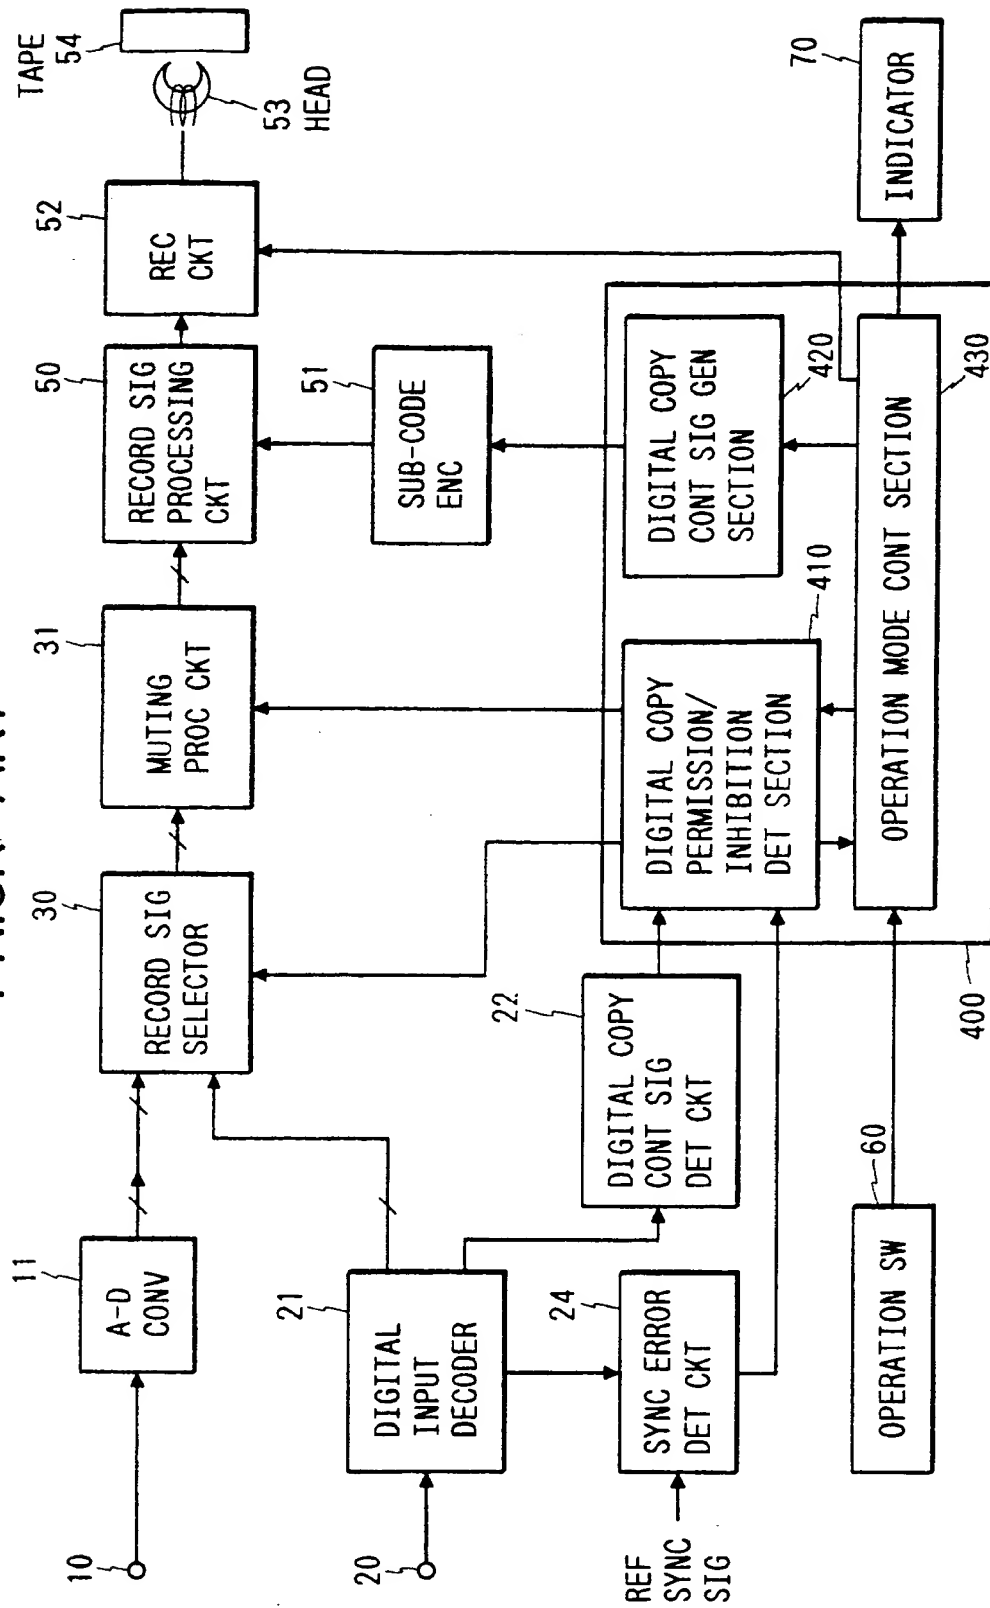 10
11
A-D
CONV
30
RECORD SIG
SELECTOR
31
MUTING
PROC CKT
50
RECORD SIG
PROCESSING
CKT
52
REC
CKT
TAPE
54
53
HEAD
20
21
DIGITAL
INPUT
DECODER
51
SUB-CODE
ENC
REF
SYNC
SIG
24
SYNC ERROR
DET CKT
22
DIGITAL COPY
CONT SIG
DET CKT
DIGITAL COPY
PERMISSION/
INHIBITION
DET SECTION
410
DIGITAL COPY
CONT SIG GEN
SECTION
420
60
OPERATION SW
OPERATION MODE CONT SECTION
430
400
70
INDICATOR